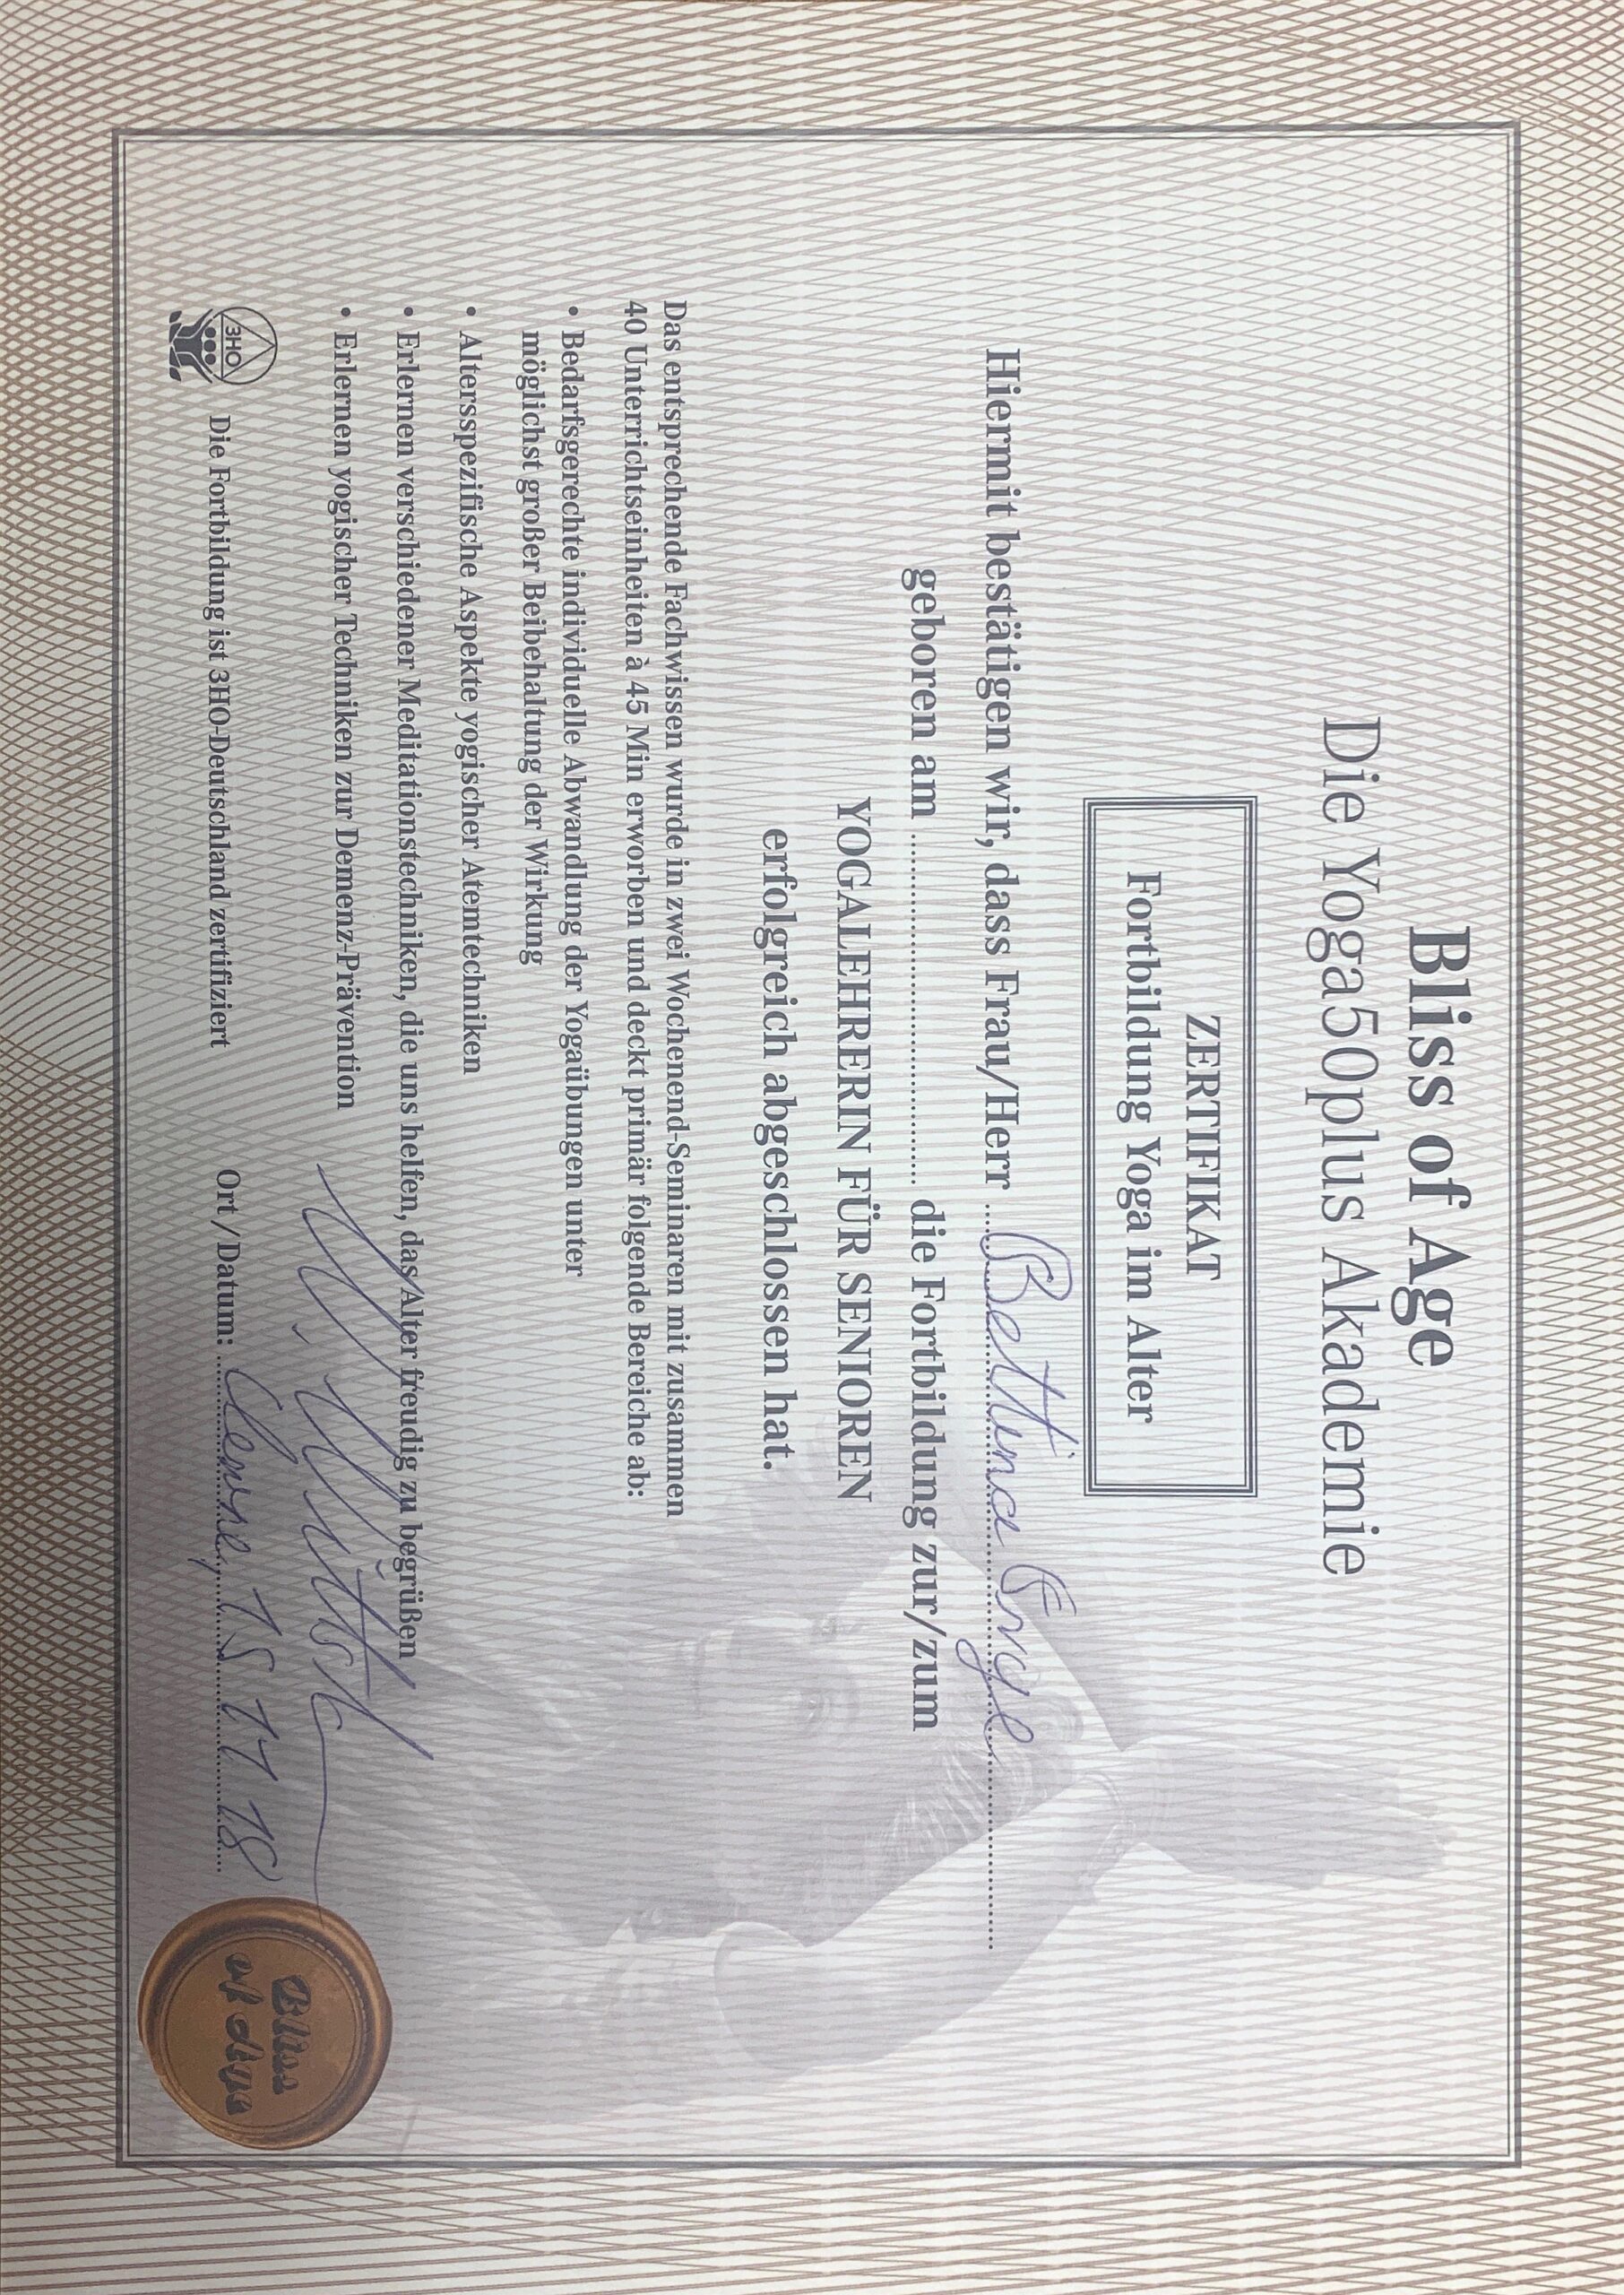 Bliss of Age
Die Yoga50plus Akademie
ZERTIFIKAT
Fortbildung Yoga im Alter
Hiermit bestätigen wir, dass Frau/Herr Bettina Engel
geboren am ........ die Fortbildung zur/zum
YOGALEHRERIN FÜR SENIOREN
erfolgreich abgeschlossen hat.
Das entsprechende Fachwissen wurde in zwei Wochenend-Seminaren mit zusammen
40 Unterrichtseinheiten à 45 Min erworben und deckt primär folgende Bereiche ab:
• Bedarfsgerechte individuelle Abwandlung der Yogaübungen unter
möglichst großer Beibehaltung der Wirkung
• Altersspezifische Aspekte yogischer Atemtechniken
• Erlernen verschiedener Meditationstechniken, die uns helfen, das Alter freudig zu begrüßen
• Erlernen yogischer Techniken zur Demenz-Prävention
3HO
Die Fortbildung ist 3HO-Deutschland zertifiziert
Ort/Datum: 15 11 18
Bliss
of Age